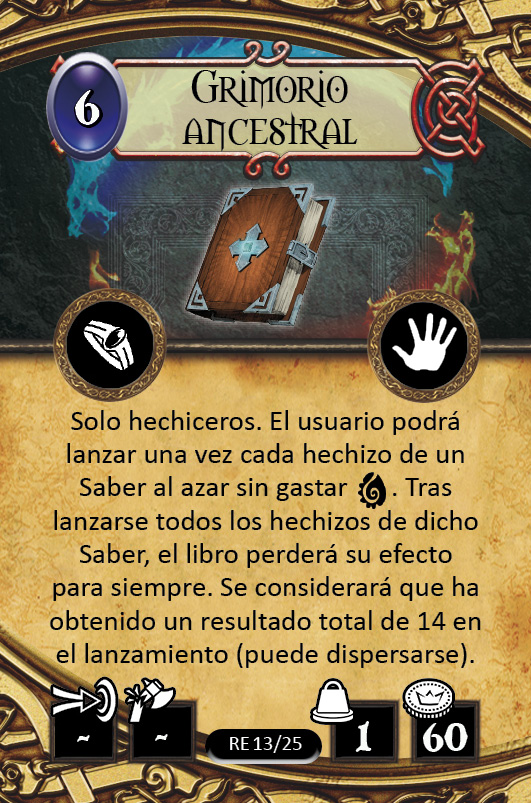 6
Grimorio
ancestral
Solo hechiceros. El usuario podrá
lanzar una vez cada hechizo de un
Saber al azar sin gastar . Tras
lanzarse todos los hechizos de dicho
Saber, el libro perderá su efecto
para siempre. Se considerará que ha
obtenido un resultado total de 14 en
el lanzamiento (puede dispersarse).
~ ~ RE13/25 1 60